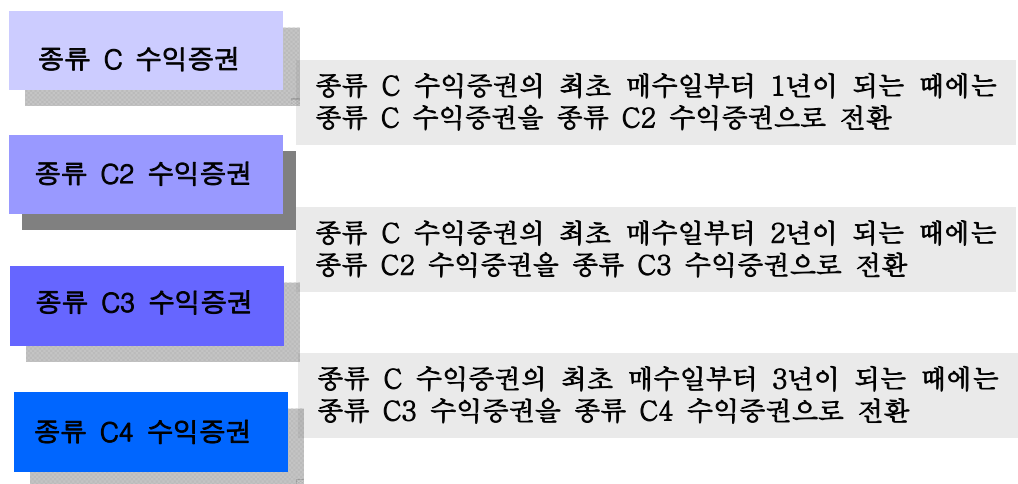 종류 C 수익증권
종류 C 수익증권의 최초 매수일부터 1년이 되는 때에는
종류 C 수익증권을 종류 C2 수익증권으로 전환
종류 C2 수익증권
종류 C 수익증권의 최초 매수일부터 2년이 되는 때에는
종류 C2 수익증권을 종류 C3 수익증권으로 전환
종류 C3 수익증권
종류 C 수익증권의 최초 매수일부터 3년이 되는 때에는
종류 C3 수익증권을 종류 C4 수익증권으로 전환
종류 C4 수익증권